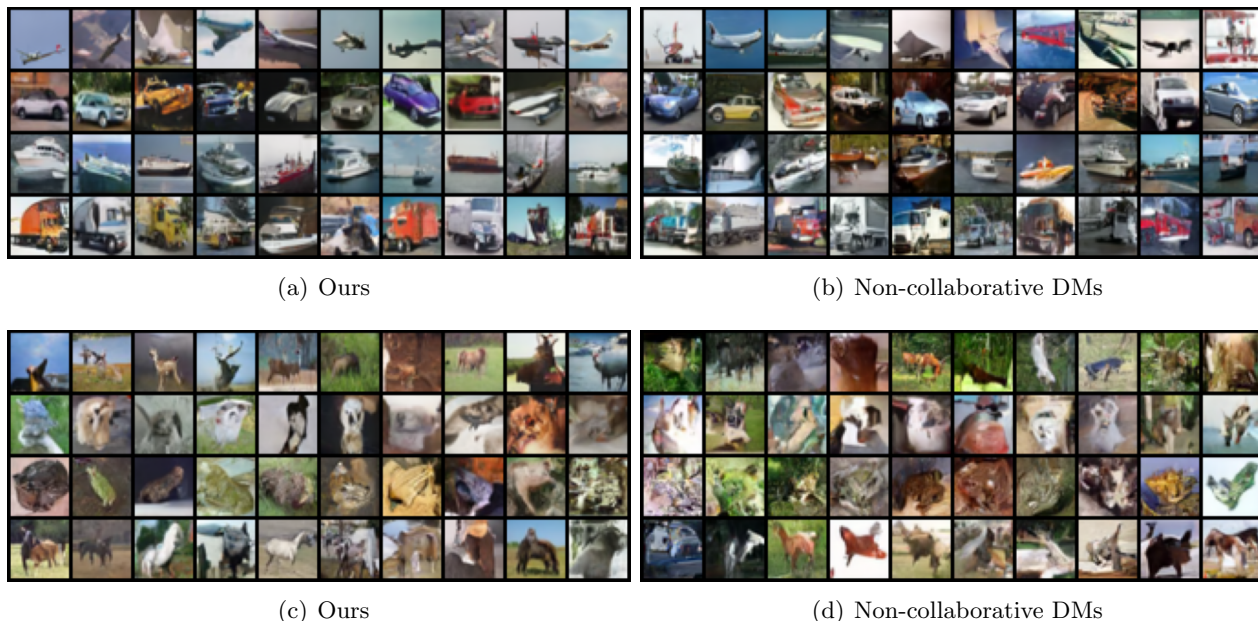 (a) Ours
(b) Non-collaborative DMs
(c) Ours
(d) Non-collaborative DMs